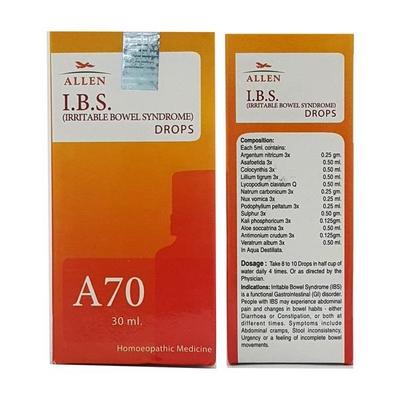 ALLEN
I.B.S.
(IRRITABLE BOWEL SYNDROME)
DROPS
A70
30 ml.
Homoeopathic Medicine
ALLEN
I.B.S.
(IRRITABLE BOWEL SYNDROME)
DROPS
Composition:
Each 5ml. contains:
Argentum nitricum 3x 0.25 gm.
Asafoetida 3x 0.50 ml.
Colocynthis 3x 0.50 ml.
Lillium tigrum 3x 0.50 ml.
Lycopodium clavatum Q 0.50 ml.
Natrum carbonicum 3x 0.25 gm.
Nux vomica 3x 0.25 ml.
Podophyllum peltatum 3x 0.25 ml.
Sulphur 3x 0.50 gm.
Kali phosphoricum 3x 0.125gm.
Aloe soccatrina 3x 0.50 ml.
Antimonium crudum 3x 0.125gm.
Veratrum album 3x 0.50 ml.
In Aqua Destillata.
Dosage : Take 8 to 10 Drops in half cup of
water daily 4 times. Or as directed by the
Physician.
Indications: Irritable Bowel Syndrome (IBS)
is a functional Gastrointestinal (GI) disorder.
People with IBS may experience abdominal
pain and changes in bowel habits - either
Diarrhoea or Constipation, or both at
different times. Symptoms include
Abdominal cramps, Stool inconsistency,
Urgency or a feeling of incomplete bowel
movements.